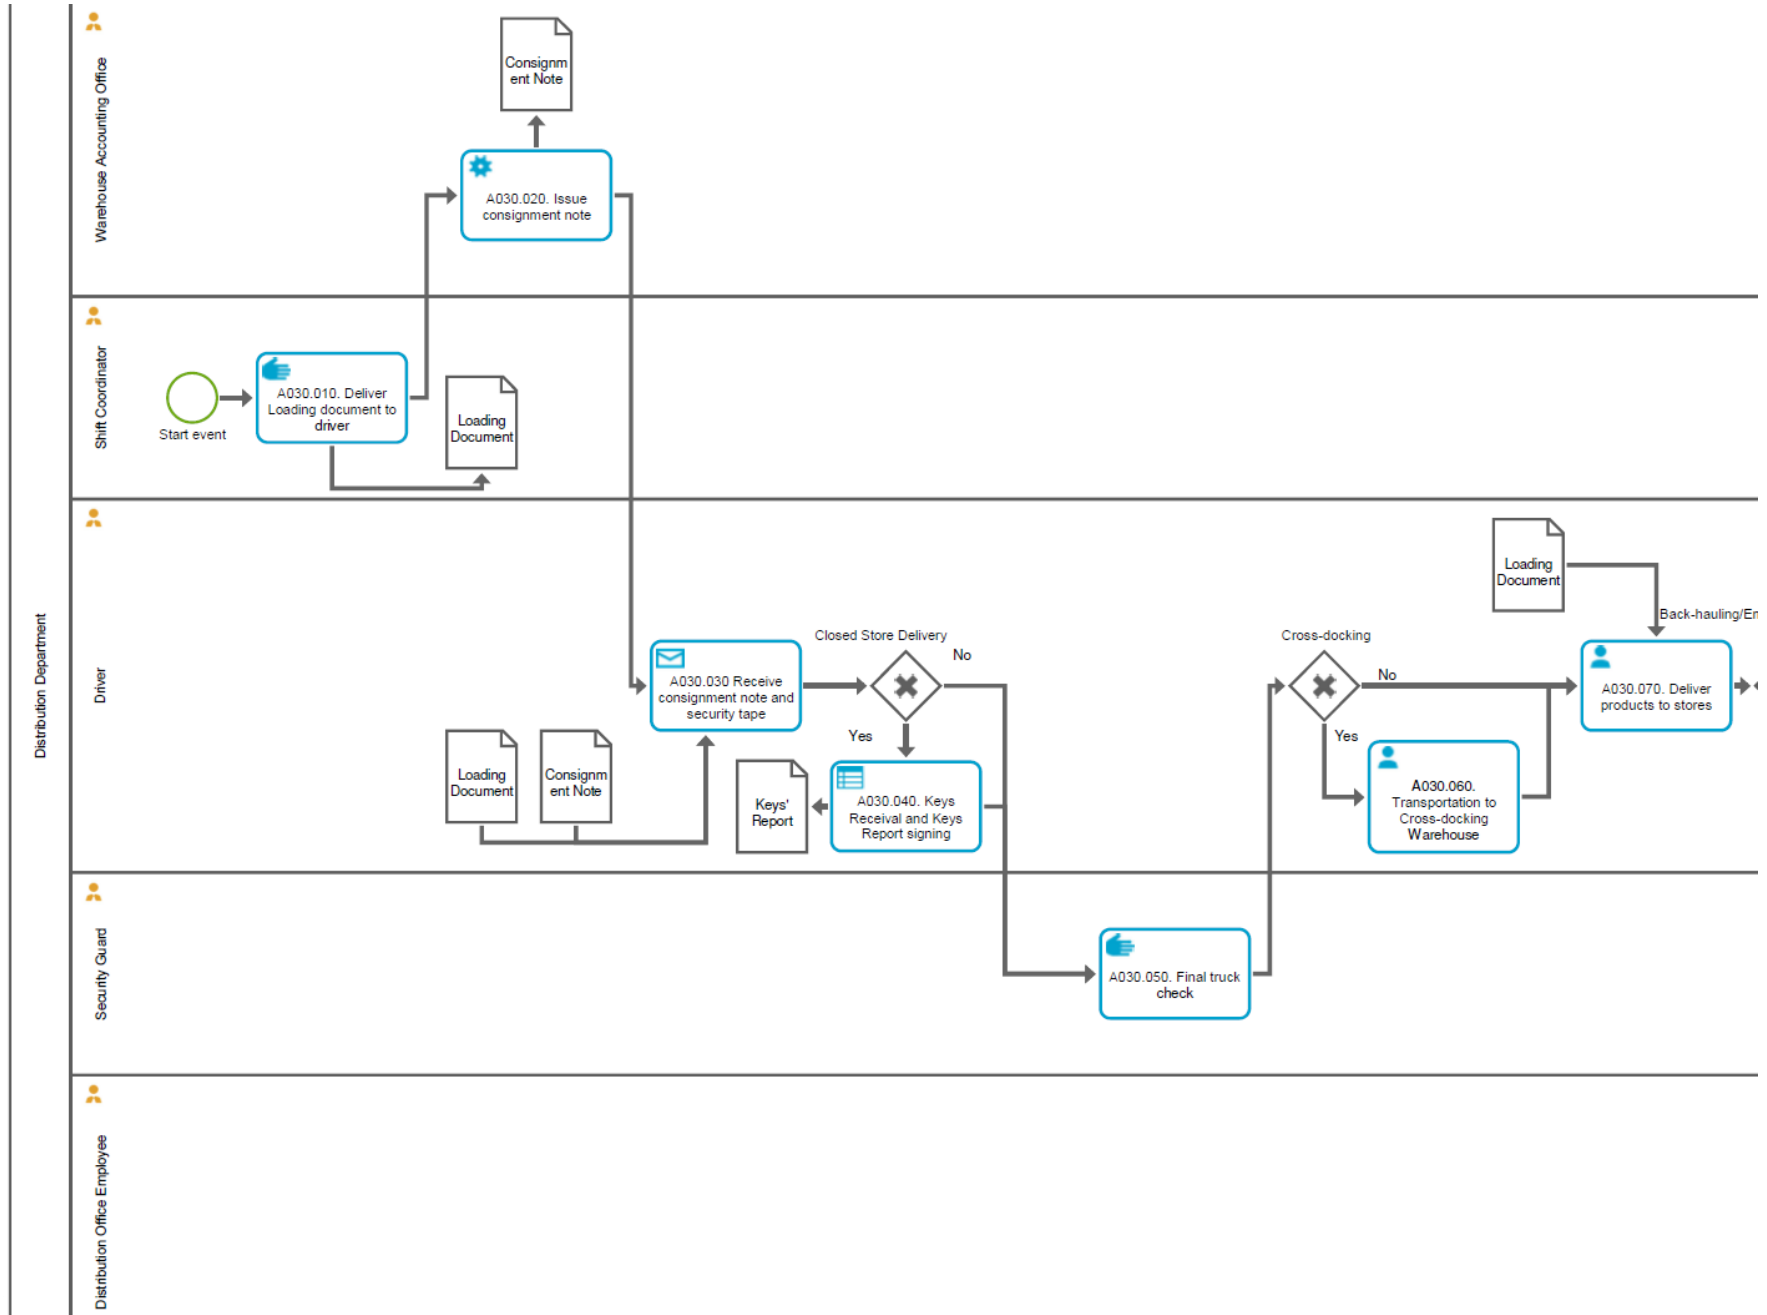 Distribution Department
Warehouse Accounting Office
Consignm
ent Note
A030.020. Issue
consignment note
Shift Coordinator
Start event
A030.010. Deliver
Loading document to
driver
Loading
Document
Driver
Loading
Document
Consignm
ent Note
A030.030 Receive
consignment note and
security tape
Closed Store Delivery
No
Yes
Keys'
Report
A030.040. Keys
Receival and Keys
Report signing
Cross-docking
No
Yes
A030.060.
Transportation to
Cross-docking
Warehouse
Loading
Document
Back-hauling/En
A030.070. Deliver
products to stores
Security Guard
A030.050. Final truck
check
Distribution Office Employee